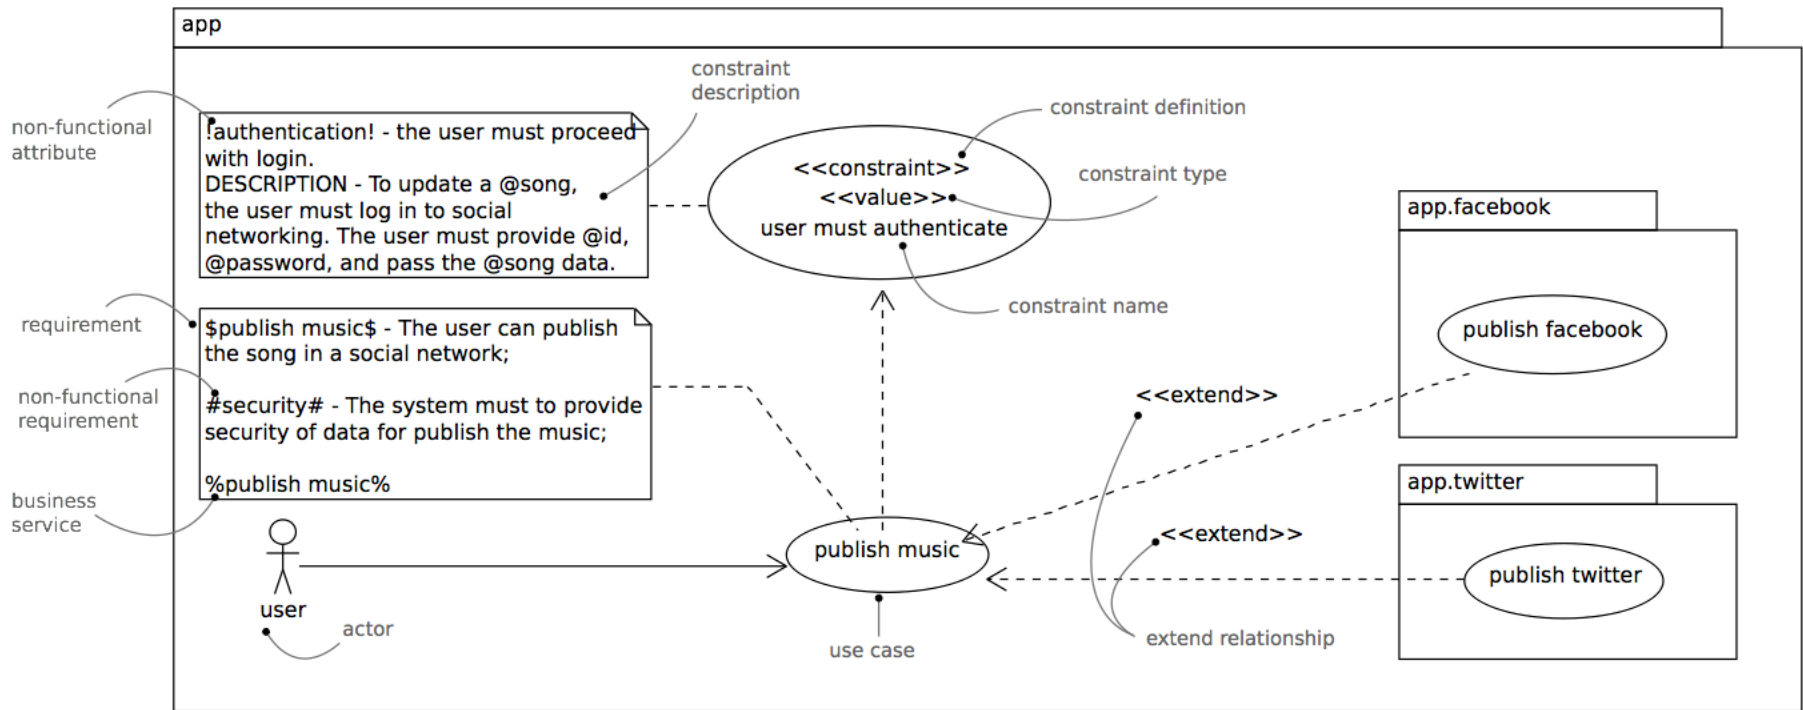 app
constraint
description
constraint definition
non-functional
attribute
!authentication! - the user must proceed
with login.
DESCRIPTION - To update a @song,
the user must log in to social
networking. The user must provide @id,
@password, and pass the @song data.
<<constraint>>
<<value>>
user must authenticate
constraint type
app.facebook
constraint name
requirement
$publish music$ - The user can publish
the song in a social network;
publish facebook
non-functional
requirement
#security# - The system must to provide
security of data for publish the music;
<<extend>>
%publish music%
business
service
app.twitter
<<extend>>
publish music
publish twitter
user
actor
use case
extend relationship